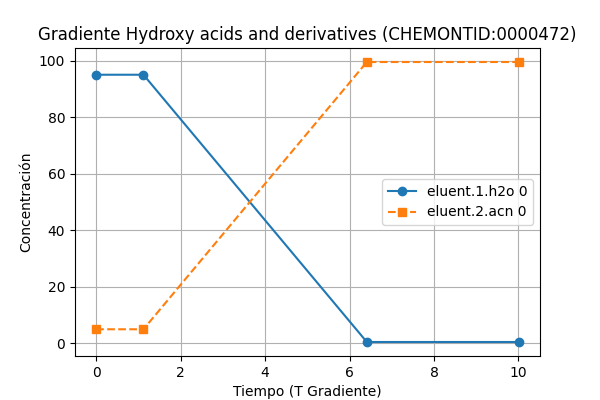 Gradiente Hydroxy acids and derivatives (CHEMONTID:0000472)
Concentración
100
80
60
40
20
0
eluent.1.h2o 0
eluent.2.acn 0
0 2 4 6 8 10
Tiempo (T Gradiente)